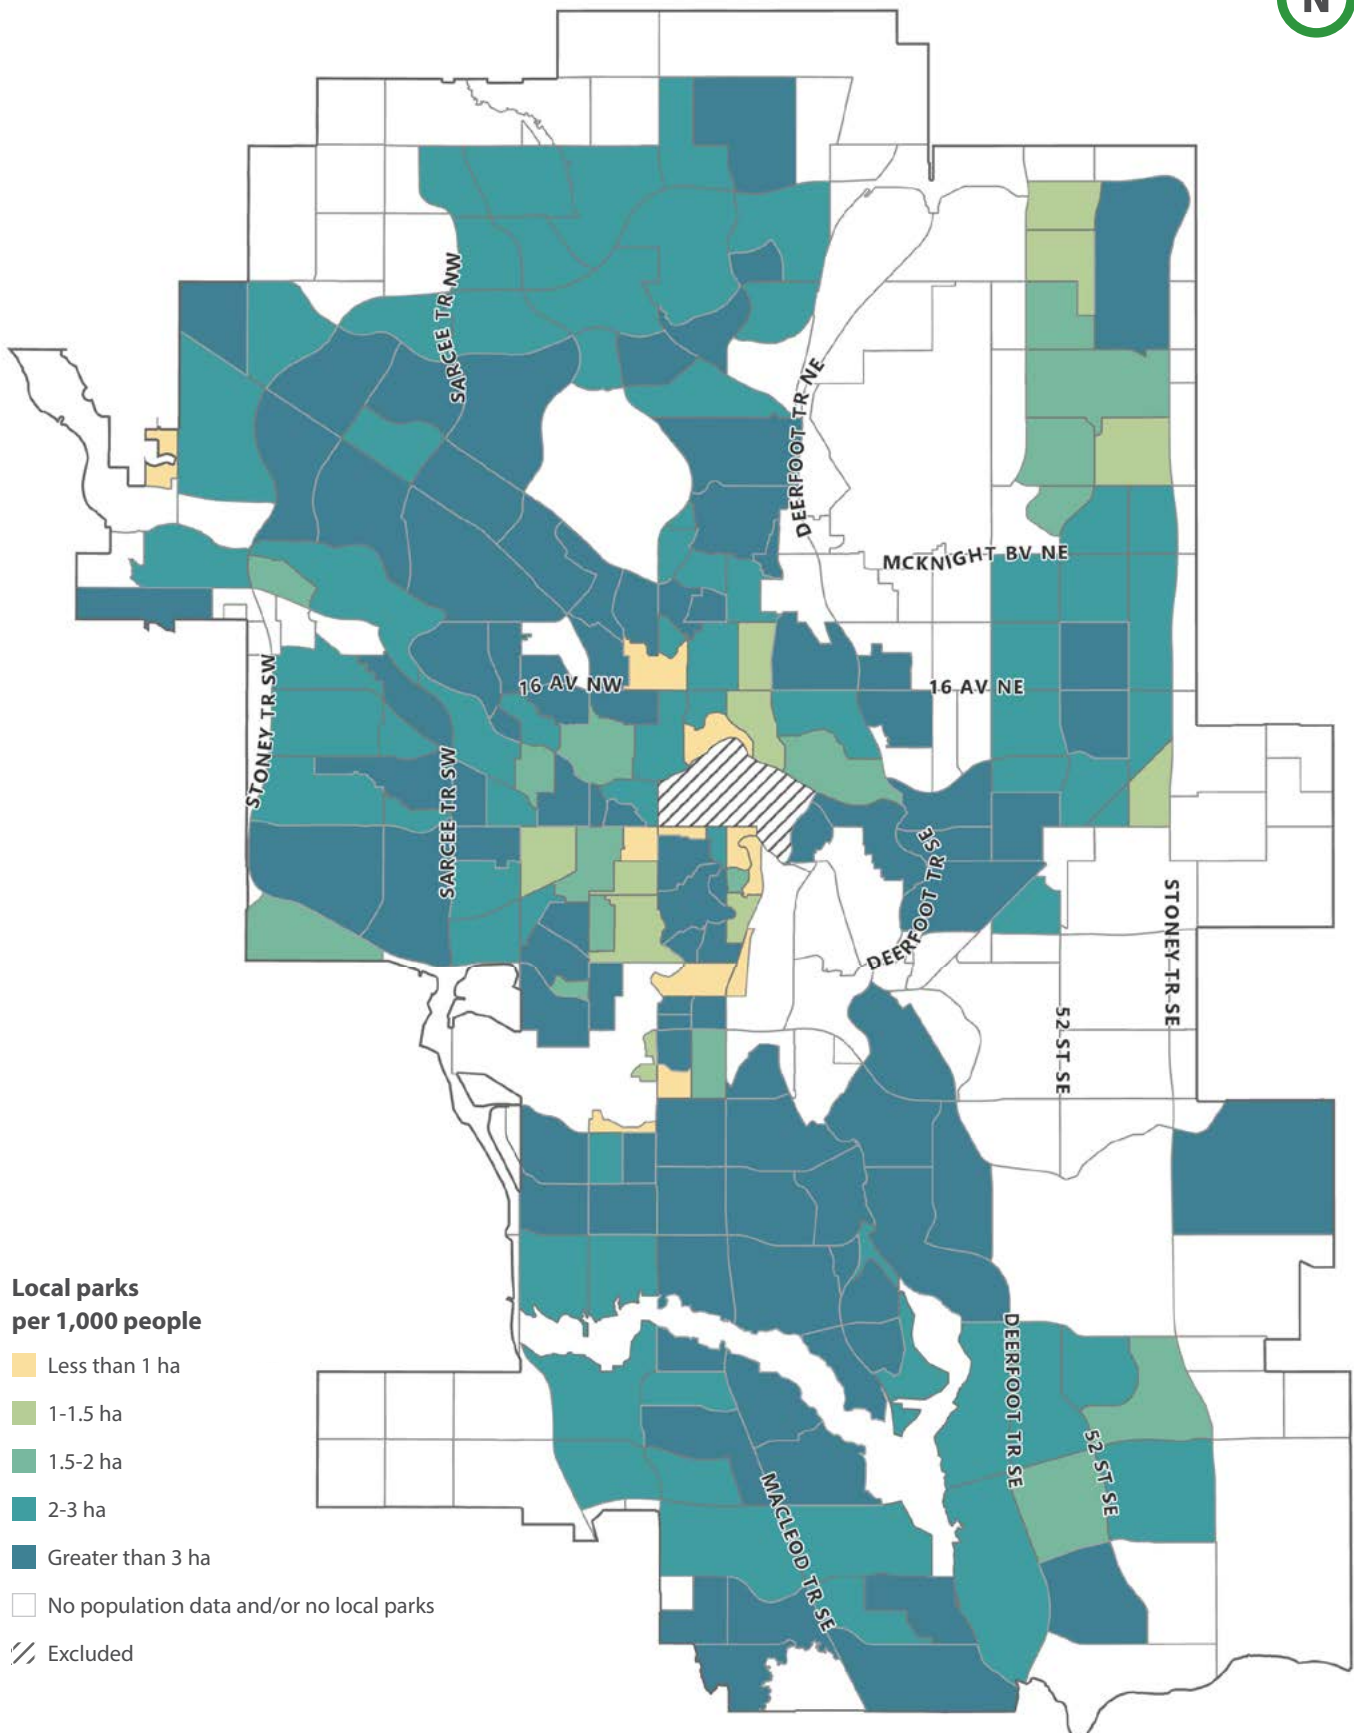 N
SARCEE TR NW
DEERFOOT TR NE
MCKNIGHT BV NE
16 AV NW
16 AV NE
STONEY TR SW
SARCEE TR SW
DEERFOOT TR SE
STONEY TR SE
52 ST SE
DEERFOOT TR SE
52 ST SE
MACLEOD TR SE
Local parks
per 1,000 people
Less than 1 ha
1-1.5 ha
1.5-2 ha
2-3 ha
Greater than 3 ha
No population data and/or no local parks
Excluded